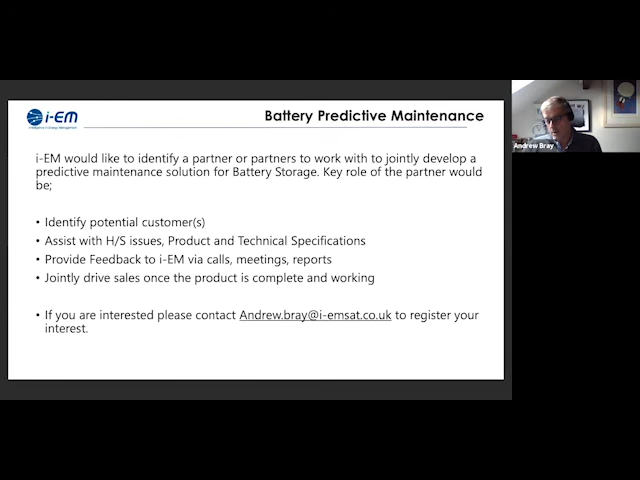 i-EM
Intelligence in Energy Management
Battery Predictive Maintenance
i-EM would like to identify a partner or partners to work with to jointly develop a
predictive maintenance solution for Battery Storage. Key role of the partner would
be;
• Identify potential customer(s)
• Assist with H/S issues, Product and Technical Specifications
• Provide Feedback to i-EM via calls, meetings, reports
• Jointly drive sales once the product is complete and working
• If you are interested please contact Andrew.bray@i-emsat.co.uk to register your
interest.
Andrew Bray